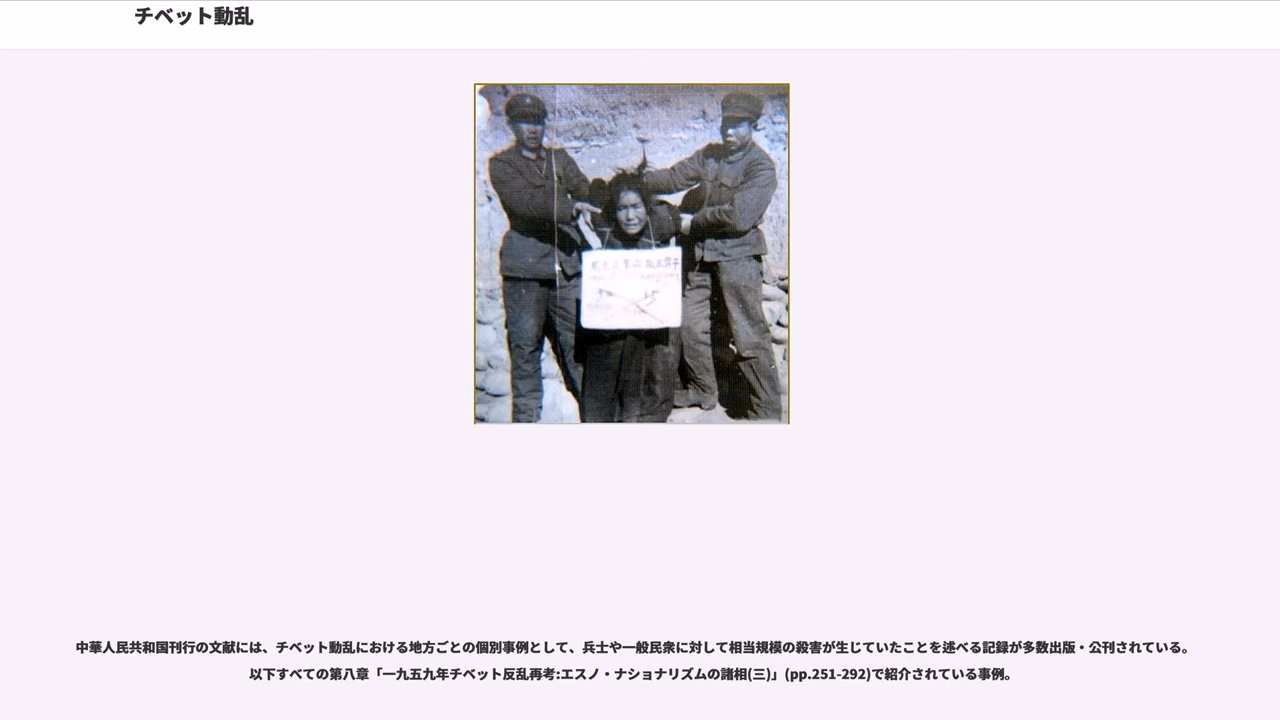 チベット動乱
中華人民共和国刊行の文献には、チベット動乱における地方ごとの個別事例として、兵士や一般民衆に対して相当規模の殺害が生じていたことを述べる記録が多数出版・公刊されている。
以下すべての第八章「一九五九年チベット反乱再考:エスノ・ナショナリズムの諸相(三)」(pp.251-292)で紹介されている事例。